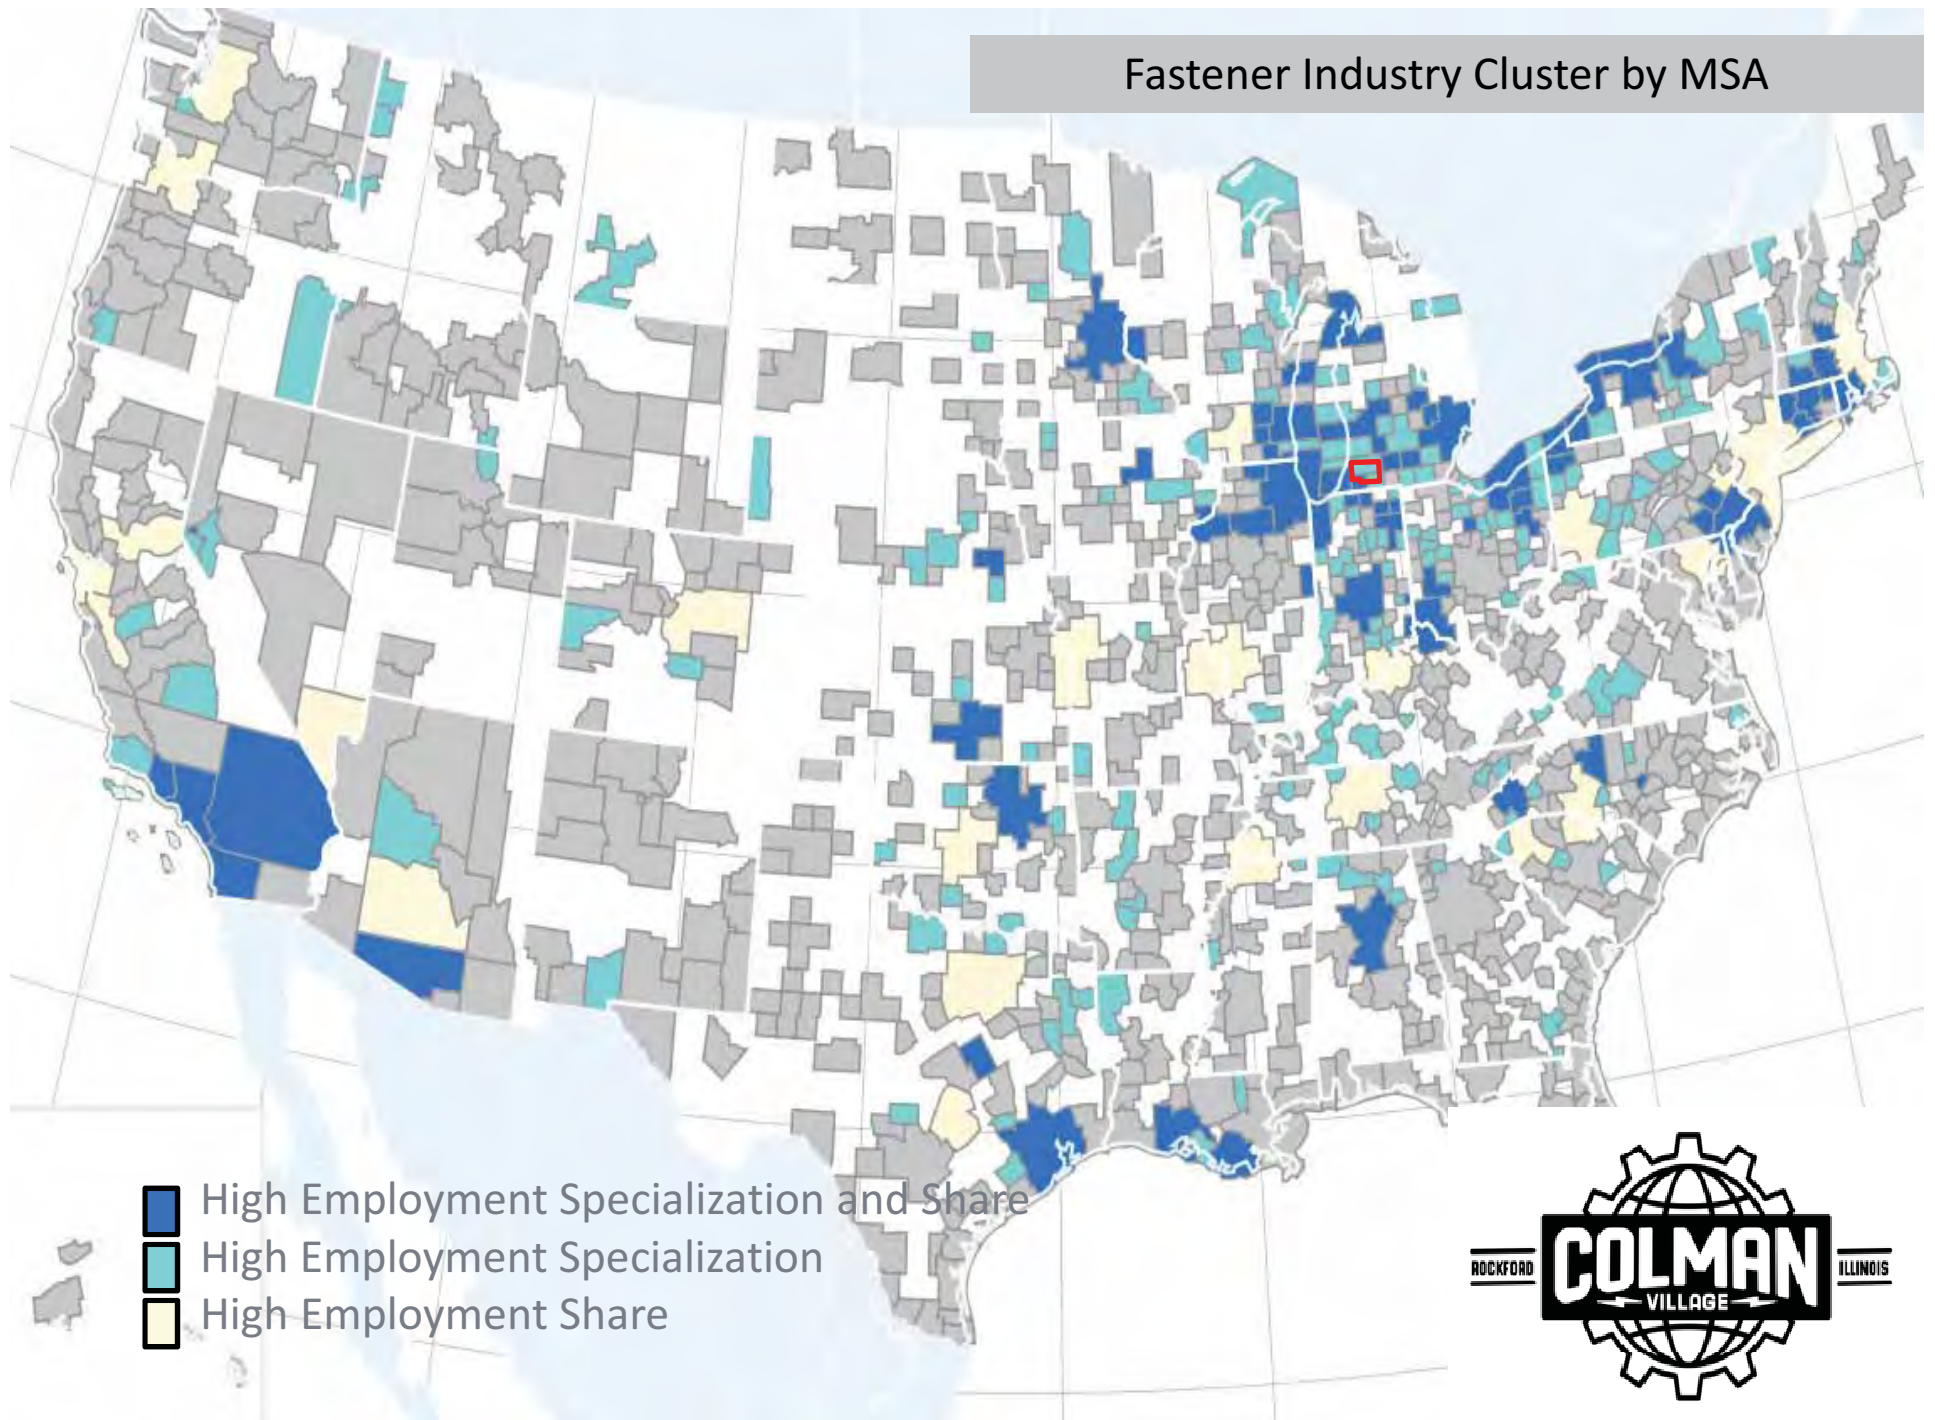 Fastener Industry Cluster by MSA
High Employment Specialization and Share
High Employment Specialization
High Employment Share
ROCKFORD
COLMAN
ILLINOIS
VILLAGE